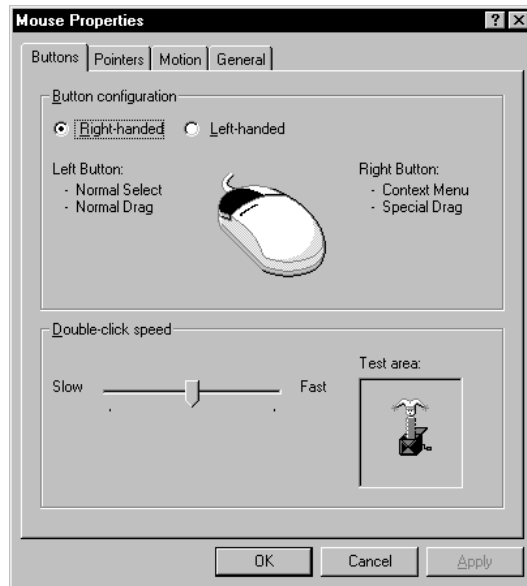 Mouse Properties
Buttons Pointers Motion General
Button configuration
Right-handed Left-handed
Left Button:
- Normal Select
- Normal Drag
Right Button:
- Context Menu
- Special Drag
Double-click speed
Slow Fast
Test area:
OK Cancel Apply